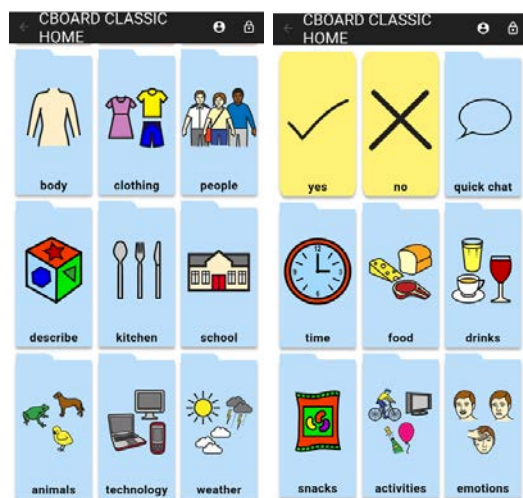 CBOARD CLASSIC
HOME
body clothing people
describe kitchen school
animals technology weather
CBOARD CLASSIC
HOME
yes no quick chat
12
time food drinks
snacks activities emotions